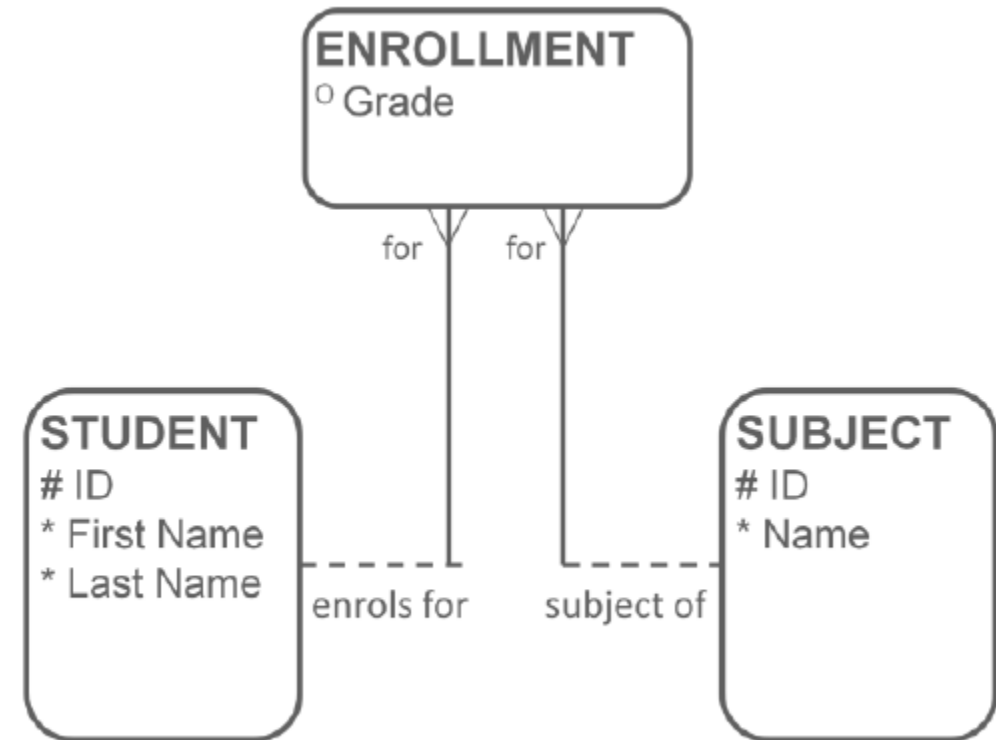 ENROLLMENT
o Grade
for for
STUDENT
# ID
* First Name
* Last Name
enrols for
SUBJECT
# ID
* Name
subject of